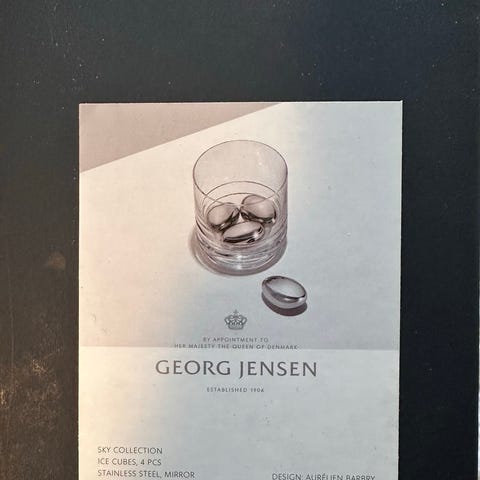 BY APPOINTMENT TO
HER MAJESTY THE QUEEN OF DENMARK
GEORG JENSEN
ESTABLISHED 1904
SKY COLLECTION
ICE CUBES, 4 PCS
STAINLESS STEEL, MIRROR
DESIGN: AURÉLIEN BARBRY